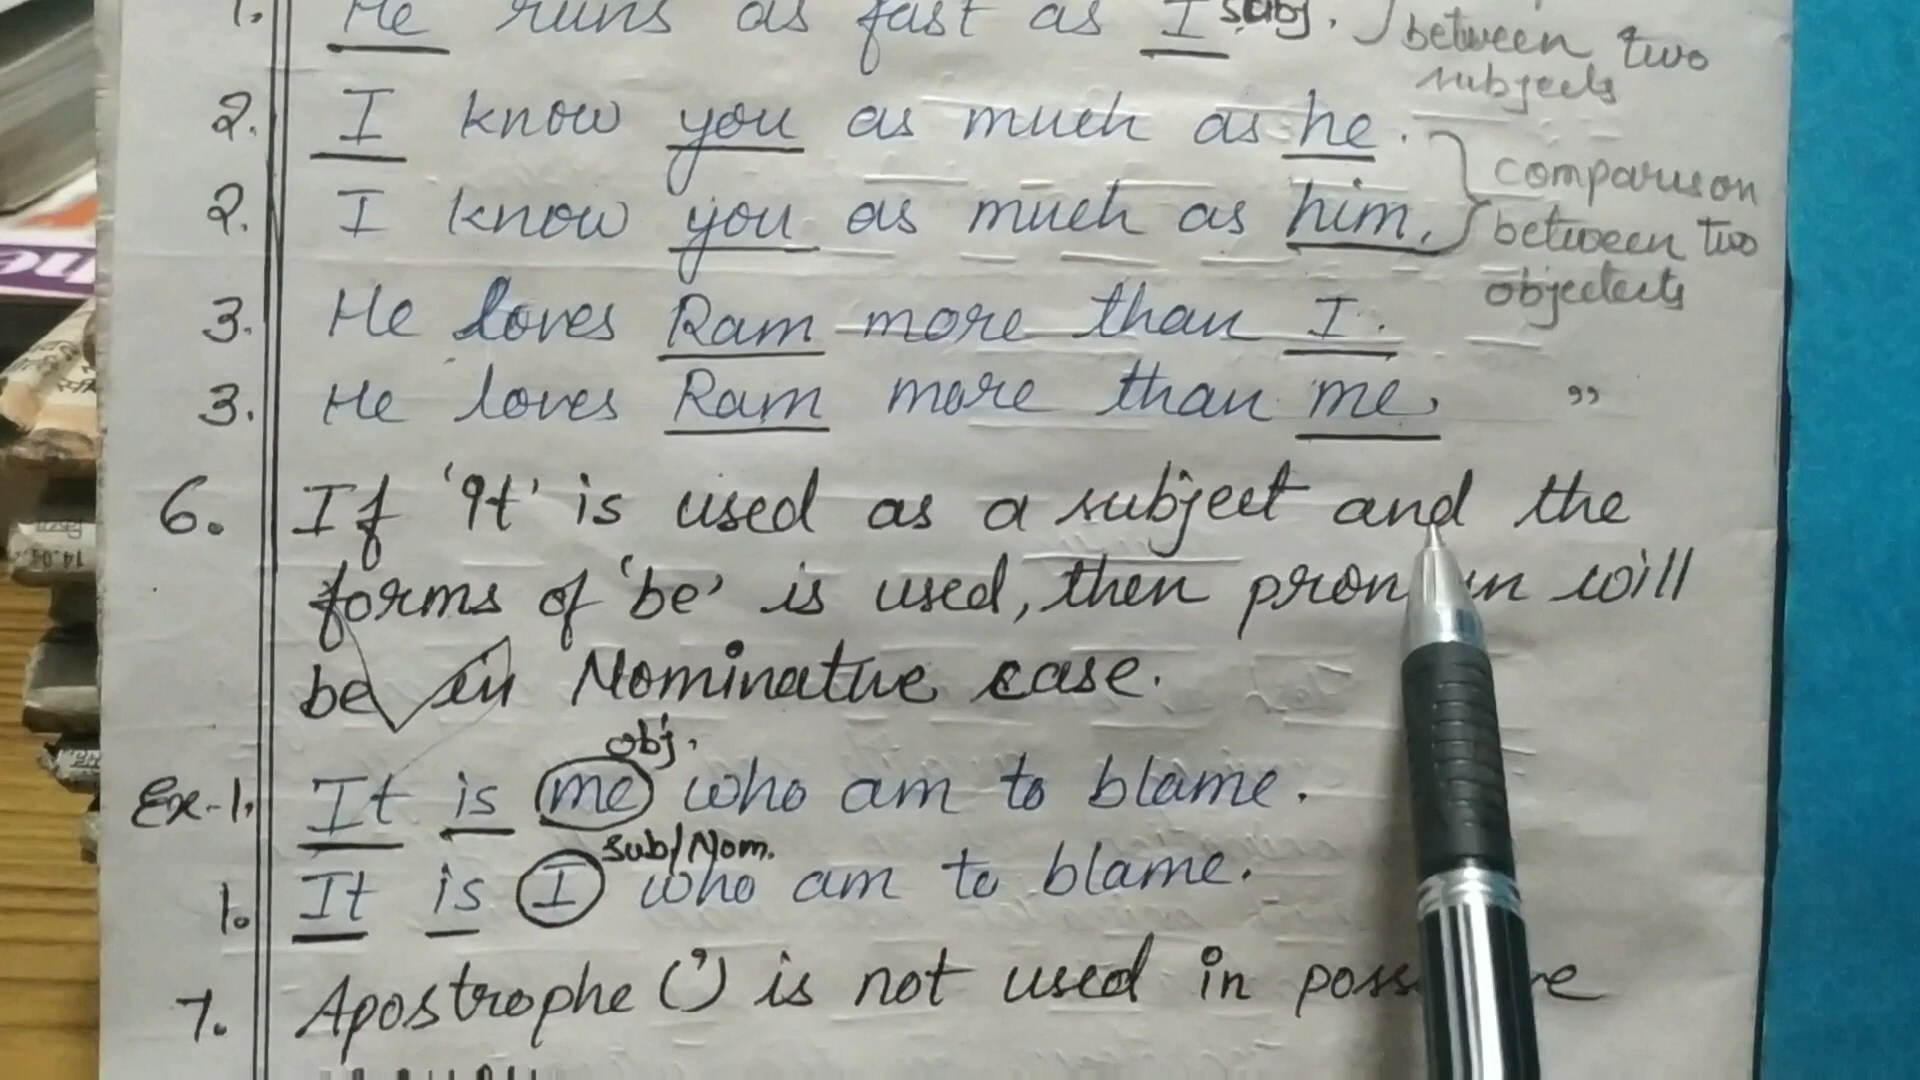 1. He runs as fast as I subj.
between two
subjects
2. I know you as much as he.
2. I know you as much as him.
comparison
between two
objectects
3. He loves Ram more than I.
3. He loves Ram more than me. ,,
6. If 'It' is used as a subject and the
forms of 'be' is used, then will
be in Nominative case.
obj.
Ex-1. It is me who am to blame.
Sub/Nom.
1. It is I who am to blame.
7. Apostrophe (') is not used in